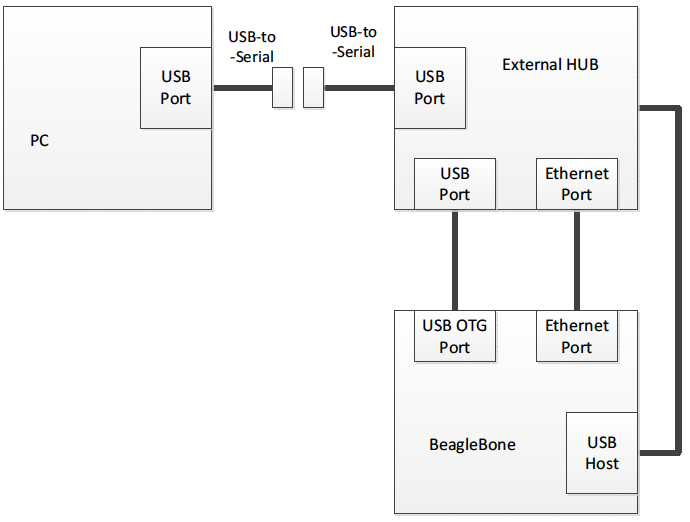 USB-to
-Serial
USB-to
-Serial
USB
Port
PC
USB
Port
External HUB
USB
Port
Ethernet
Port
USB OTG
Port
Ethernet
Port
BeagleBone
USB
Host